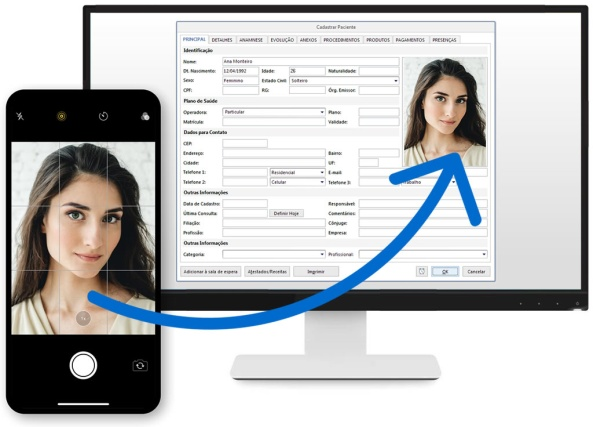 Cadastrar Paciente
PRINCIPAL DETALHES ANAMNESE EVOLUÇÃO ANEXOS PROCEDIMENTOS PRODUTOS PAGAMENTOS PRESENÇAS
Identificação
Nome: Ana Monteiro
Dt. Nascimento: 12/04/1992 Idade: 26 Naturalidade:
Sexo: Feminino Estado Civil: Solteiro
CPF: RG: Órg. Emissor:
Plano de Saúde
Operadora: Particular Plano:
Matrícula: Validade:
Dados para Contato
CEP:
Endereço: Bairro:
Cidade: UF:
Telefone 1: Residencial E-mail:
Telefone 2: Celular Telefone 3: Trabalho
Outras Informações
Data de Cadastro: Responsável:
Última Consulta: Definir Hoje Comentários:
Filiação: Cônjuge:
Profissão: Empresa:
Outras Informações
Categoria: Profissional:
Adicionar à sala de espera Atestados/Receitas Imprimir OK Cancelar